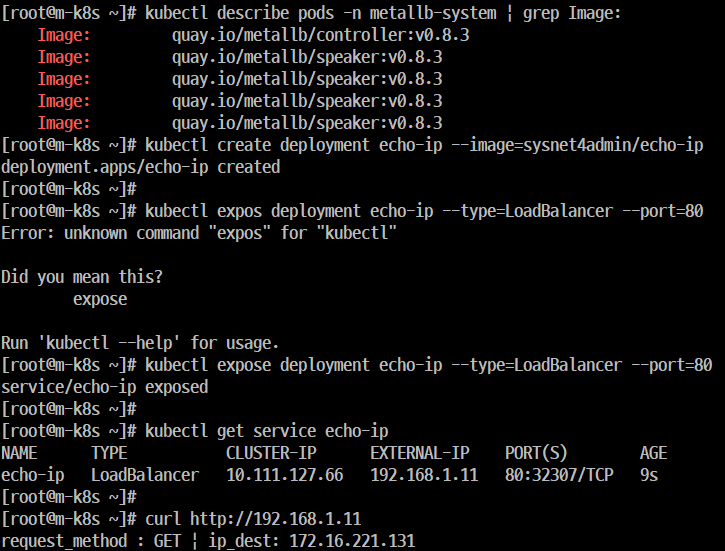 [root@m-k8s ~]# kubectl describe pods -n metallb-system ¦ grep Image:
    Image:         quay.io/metallb/controller:v0.8.3
    Image:         quay.io/metallb/speaker:v0.8.3
    Image:         quay.io/metallb/speaker:v0.8.3
    Image:         quay.io/metallb/speaker:v0.8.3
    Image:         quay.io/metallb/speaker:v0.8.3
[root@m-k8s ~]# kubectl create deployment echo-ip --image=sysnet4admin/echo-ip
deployment.apps/echo-ip created
[root@m-k8s ~]#
[root@m-k8s ~]# kubectl expos deployment echo-ip --type=LoadBalancer --port=80
Error: unknown command "expos" for "kubectl"

Did you mean this?
        expose

Run 'kubectl --help' for usage.
[root@m-k8s ~]# kubectl expose deployment echo-ip --type=LoadBalancer --port=80
service/echo-ip exposed
[root@m-k8s ~]#
[root@m-k8s ~]# kubectl get service echo-ip
NAME      TYPE           CLUSTER-IP      EXTERNAL-IP    PORT(S)        AGE
echo-ip   LoadBalancer   10.111.127.66   192.168.1.11   80:32307/TCP   9s
[root@m-k8s ~]#
[root@m-k8s ~]# curl http://192.168.1.11
request_method : GET ¦ ip_dest: 172.16.221.131